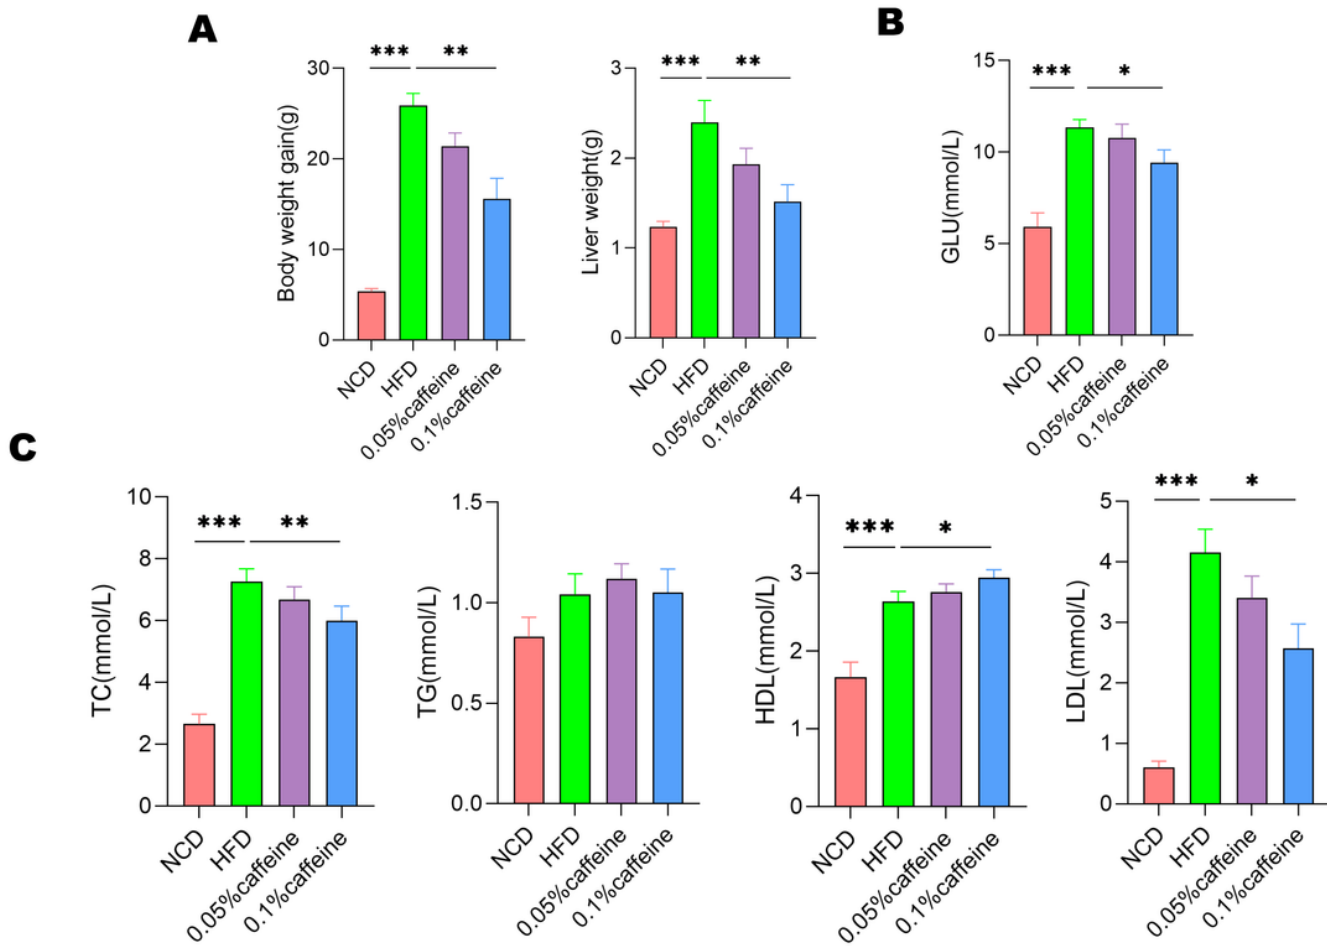 A
***
**
30
20
10
0
Body weight gain(g)
NCD
HFD
0.05%caffeine
0.1%caffeine
***
**
3
2
1
0
Liver weight(g)
NCD
HFD
0.05%caffeine
0.1%caffeine
B
***
*
15
10
5
0
GLU(mmol/L)
NCD
HFD
0.05%caffeine
0.1%caffeine
C
***
**
10
8
6
4
2
0
TC(mmol/L)
NCD
HFD
0.05%caffeine
0.1%caffeine
1.5
1.0
0.5
0.0
TG(mmol/L)
NCD
HFD
0.05%caffeine
0.1%caffeine
***
*
4
3
2
1
0
HDL(mmol/L)
NCD
HFD
0.05%caffeine
0.1%caffeine
***
*
5
4
3
2
1
0
LDL(mmol/L)
NCD
HFD
0.05%caffeine
0.1%caffeine